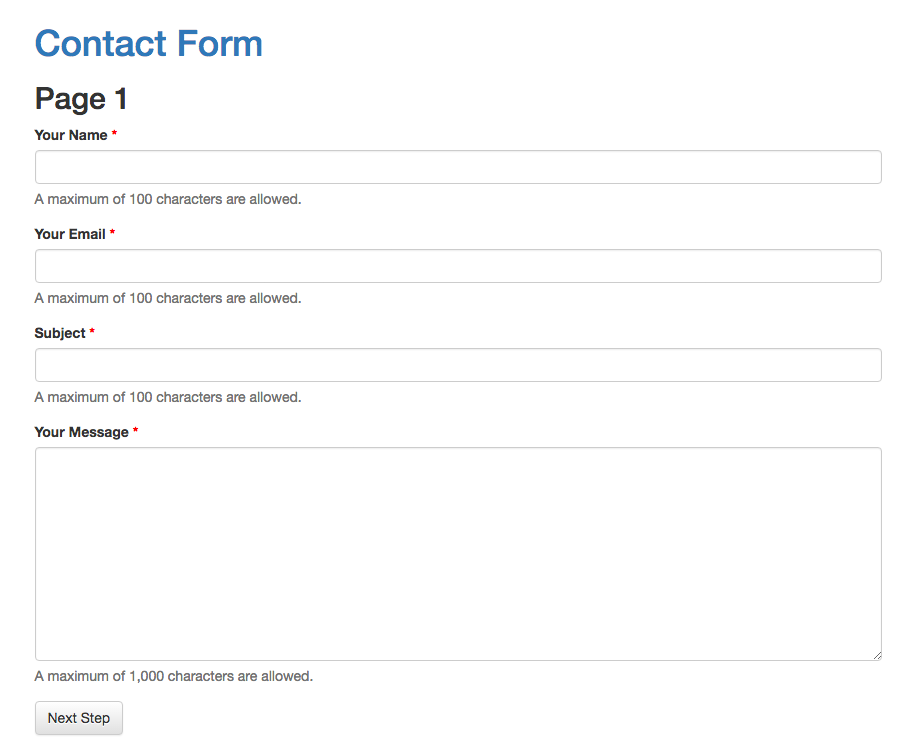 Contact Form
Page 1
Your Name *
A maximum of 100 characters are allowed.
Your Email *
A maximum of 100 characters are allowed.
Subject *
A maximum of 100 characters are allowed.
Your Message *
A maximum of 1,000 characters are allowed.
Next Step